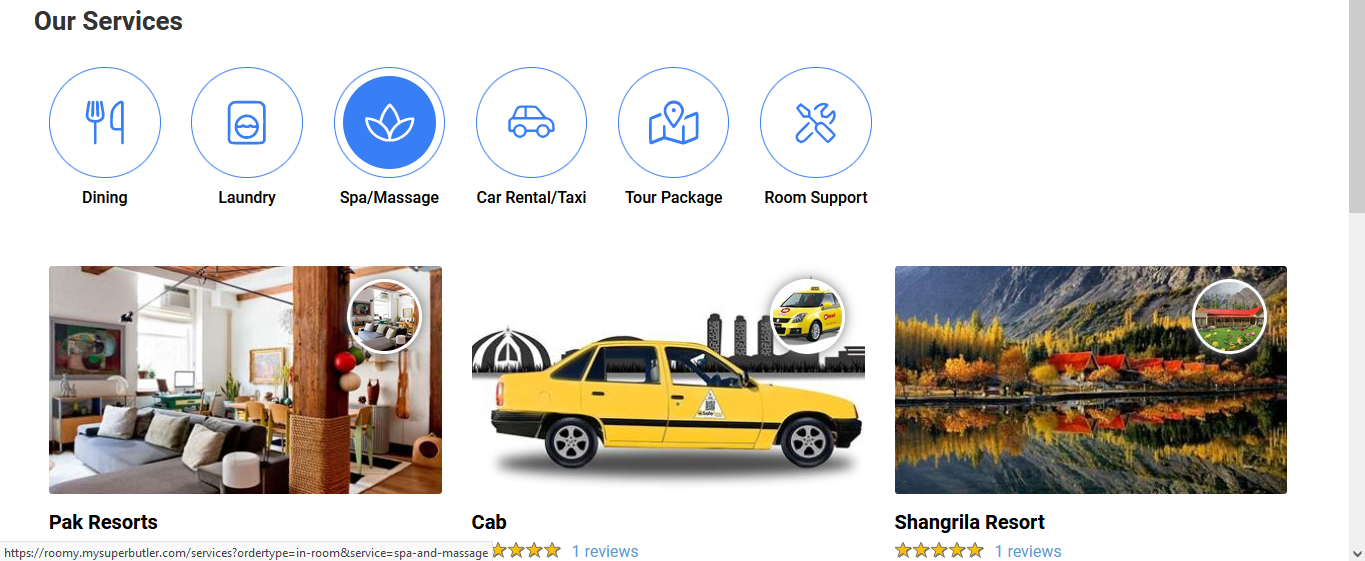 Our Services
Dining
Laundry
Spa/Massage
Car Rental/Taxi
Tour Package
Room Support
Pak Resorts
Cab
Shangrila Resort
https://roomy.mysuperbutler.com/services?ordertype=in-room&service=spa-and-massage
1 reviews
1 reviews